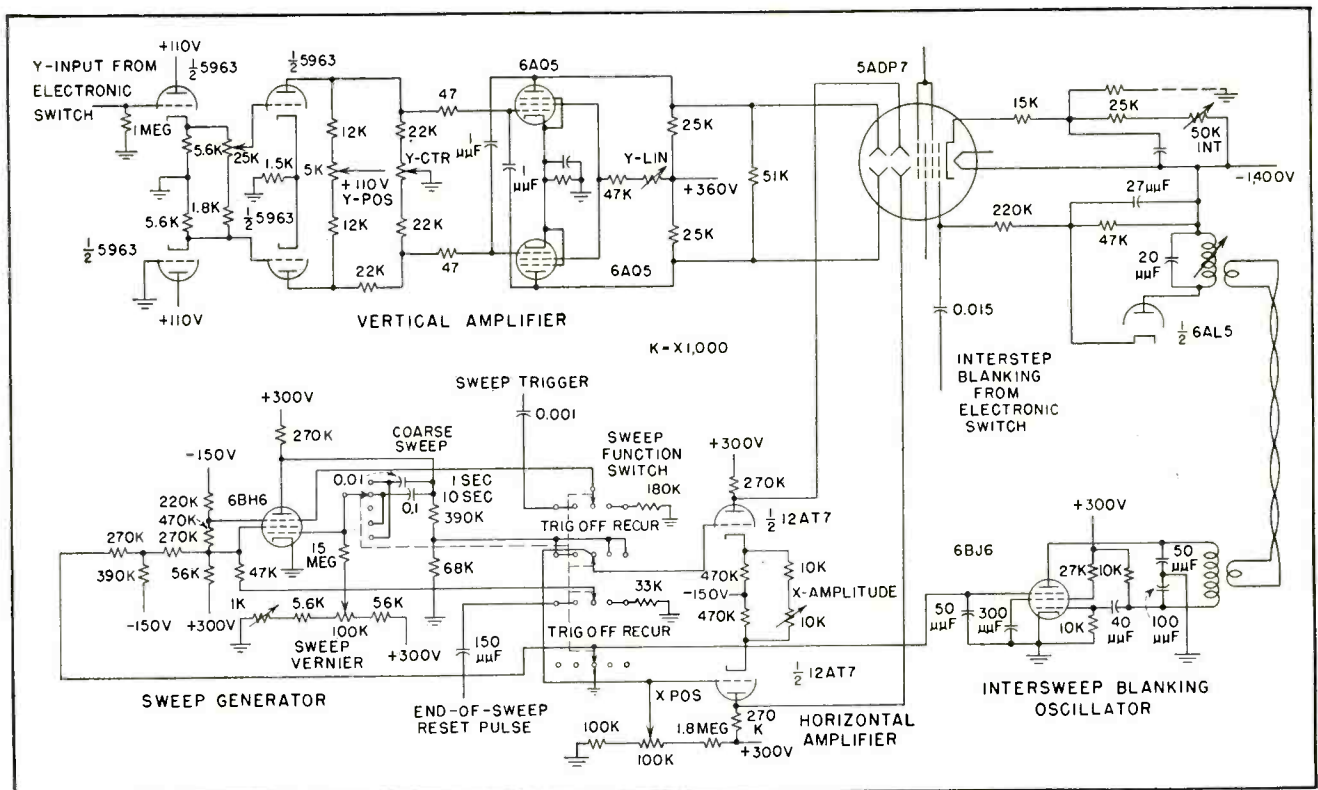 +110V
½ 5963
Y-INPUT FROM
ELECTRONIC
SWITCH
1 MEG
5.6K
25K
5.6K
1.8K
½ 5963
+110V
½ 5963
1.5K
½ 5963
12K
5K
+110V
Y-POS
12K
22K
22K
Y-CTR
22K
47
47
1
μμF
1
μμF
6AQ5
6AQ5
47K
Y-LIN
25K
+360V
25K
51K
VERTICAL AMPLIFIER
K=X1,000
5ADP7
15K
25K
50K
INT
-1,400V
27μμF
220K
47K
20
μμF
½ 6AL5
0.015
INTERSTEP
BLANKING
FROM
ELECTRONIC
SWITCH
SWEEP TRIGGER
0.001
+300V
270K
-150V
220K
6BH6
470K
270K
270K
390K
56K
-150V
+300V
47K
15
MEG
1K
5.6K
56K
100K
SWEEP
VERNIER
+300V
COARSE
SWEEP
0.01
0.1
1 SEC
10 SEC
390K
68K
SWEEP GENERATOR
SWEEP
FUNCTION
SWITCH
180K
TRIG OFF RECUR
33K
TRIG OFF RECUR
150
μμF
END-OF-SWEEP
RESET PULSE
+300V
270K
½ 12AT7
470K
-150V
470K
10K
X-AMPLITUDE
10K
½ 12AT7
X POS
100K
100K
1.8MEG
270
K
+300V
HORIZONTAL
AMPLIFIER
+300V
6BJ6
27K
10K
50
μμF
50
μμF
300
μμF
10K
40
μμF
100
μμF
INTERSWEEP BLANKING
OSCILLATOR